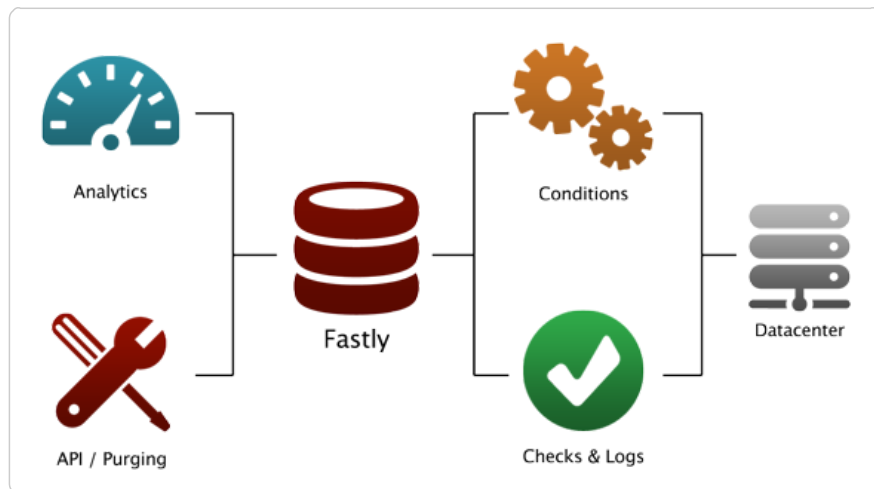 Analytics
API / Purging
Fastly
Conditions
Checks & Logs
Datacenter